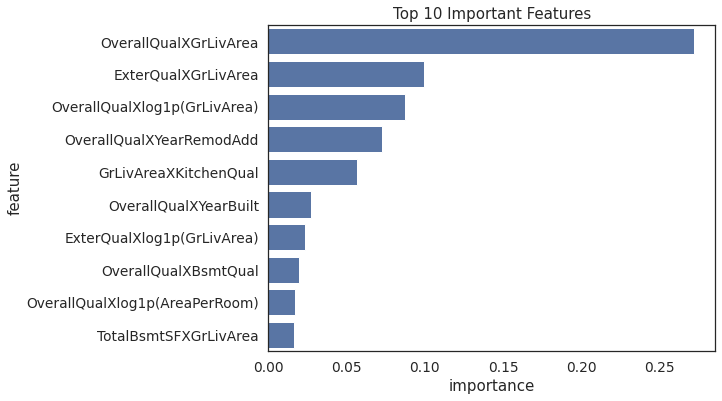 Top 10 Important Features
feature
OverallQualXGrLivArea
ExterQualXGrLivArea
OverallQualXlog1p(GrLivArea)
OverallQualXYearRemodAdd
GrLivAreaXKitchenQual
OverallQualXYearBuilt
ExterQualXlog1p(GrLivArea)
OverallQualXBsmtQual
OverallQualXlog1p(AreaPerRoom)
TotalBsmtSFXGrLivArea
0.00 0.05 0.10 0.15 0.20 0.25
importance